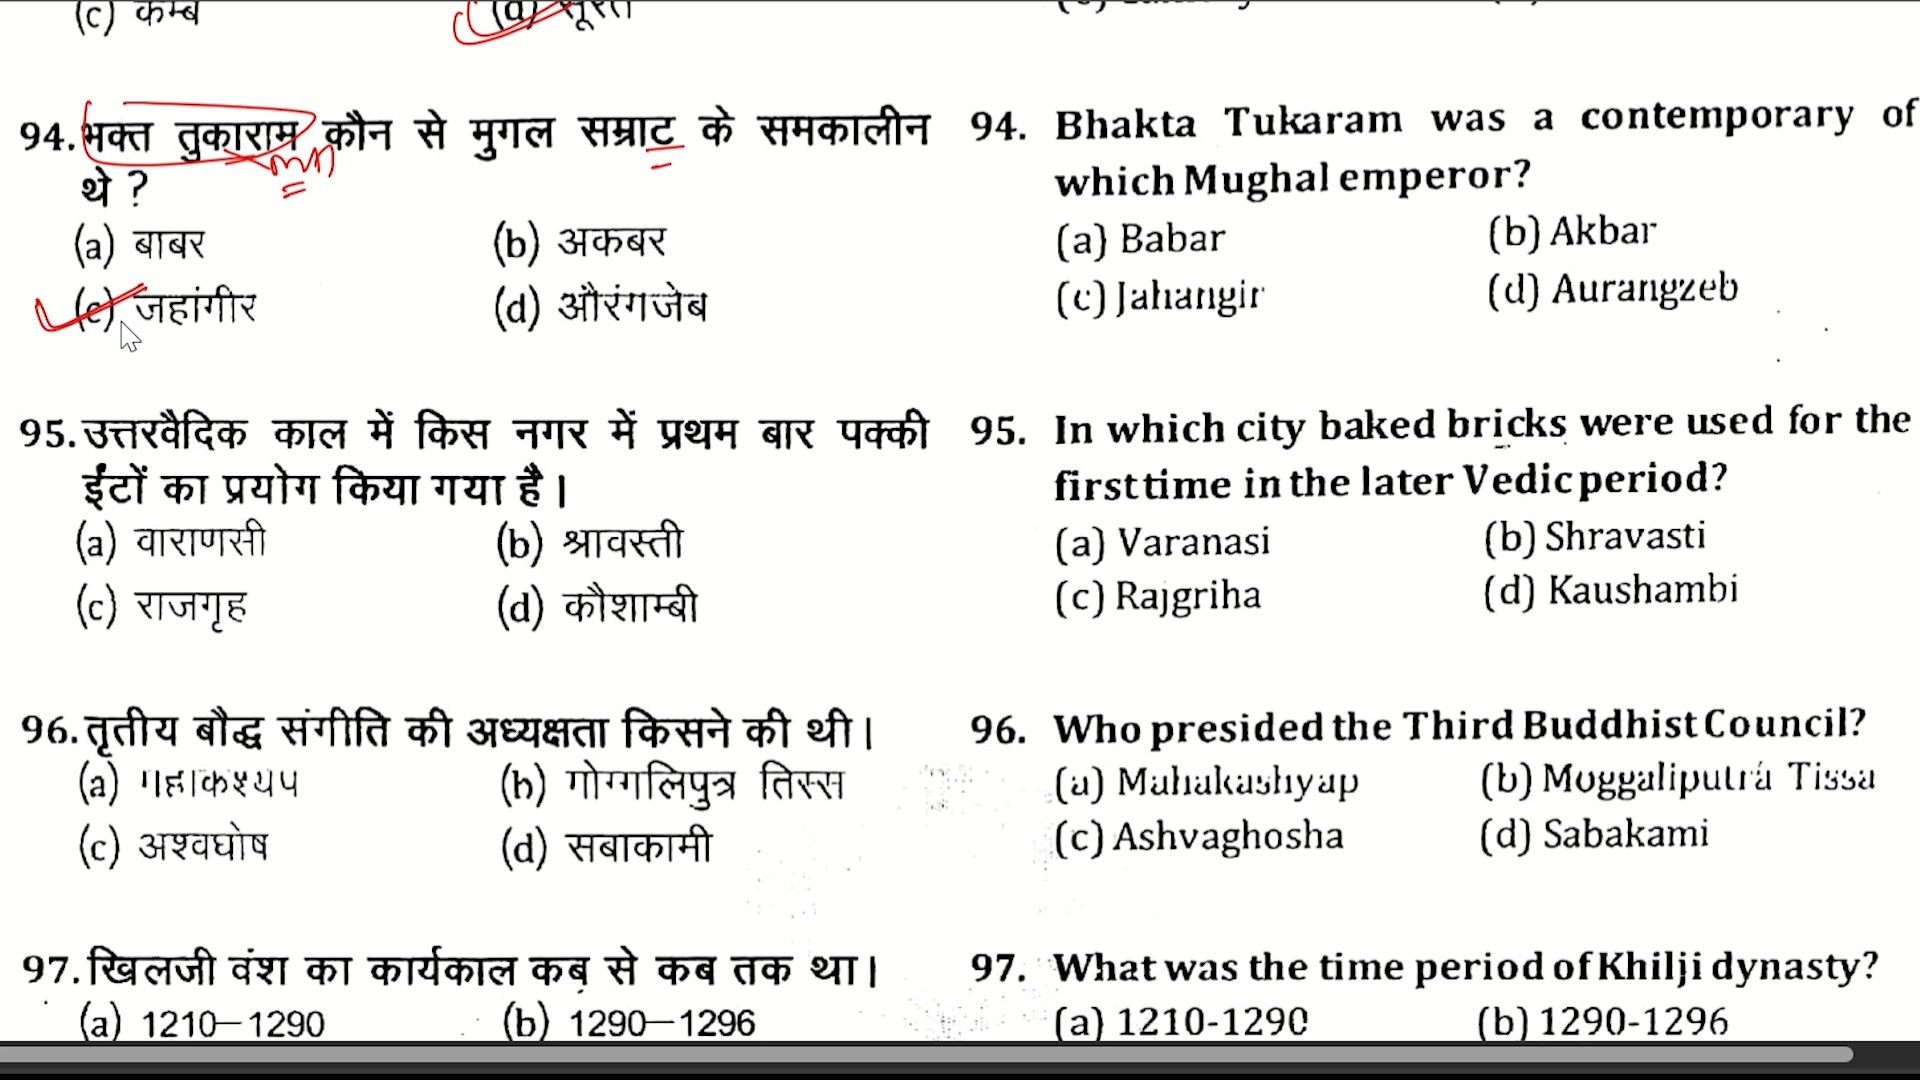 (c) कैम्बे
(d) सूरत
94. भक्त तुकाराम कौन से मुगल सम्राट के समकालीन
थे ?
(a) बाबर (b) अकबर
(c) जहांगीर (d) औरंगजेब
95. उत्तरवैदिक काल में किस नगर में प्रथम बार पक्की
ईंटों का प्रयोग किया गया है।
(a) वाराणसी (b) श्रावस्ती
(c) राजगृह (d) कौशाम्बी
96. तृतीय बौद्ध संगीति की अध्यक्षता किसने की थी।
(a) महाकश्यप (b) मोग्गलिपुत्र तिस्स
(c) अश्वघोष (d) सबाकामी
97. खिलजी वंश का कार्यकाल कब से कब तक था।
(a) 1210–1290 (b) 1290–1296
94. Bhakta Tukaram was a contemporary of
which Mughal emperor?
(a) Babar (b) Akbar
(c) Jahangir (d) Aurangzeb
95. In which city baked bricks were used for the
first time in the later Vedic period?
(a) Varanasi (b) Shravasti
(c) Rajgriha (d) Kaushambi
96. Who presided the Third Buddhist Council?
(a) Mahakashyap (b) Moggaliputra Tissa
(c) Ashvaghosha (d) Sabakami
97. What was the time period of Khilji dynasty?
(a) 1210-1290 (b) 1290-1296